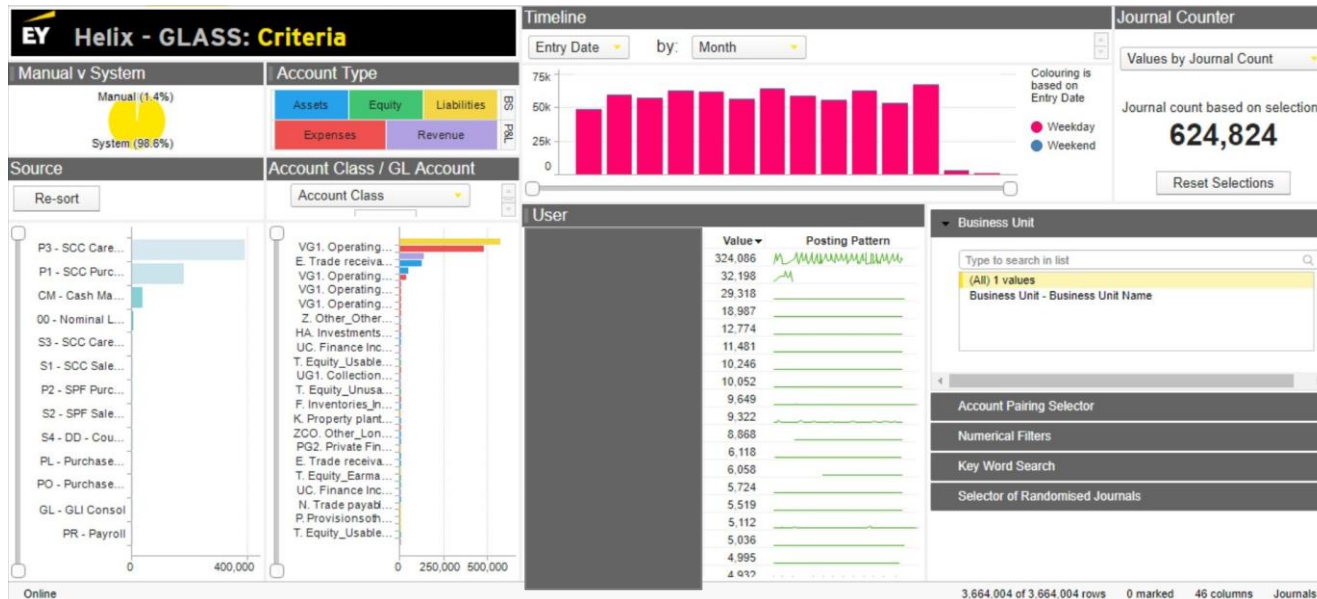 EY Helix - GLASS: Criteria
Manual v System
Manual (1.4%)
System (98.6%)
Account Type
Assets Equity Liabilities BS
Expenses Revenue P&L
Source
Re-sort
P3 - SCC Care...
P1 - SCC Purc...
CM - Cash Ma...
00 - Nominal L...
S3 - SCC Care...
S1 - SCC Sale...
P2 - SPF Purc...
S2 - SPF Sale...
S4 - DD - Cou...
PL - Purchase...
PO - Purchase...
GL - GLI Consol
PR - Payroll
0 400,000
Account Class / GL Account
Account Class
VG1. Operating...
E. Trade receiva...
VG1. Operating...
VG1. Operating...
VG1. Operating...
Z. Other_Other...
HA. Investments...
UC. Finance Inc...
T. Equity_Usable...
UG1. Collection...
T. Equity_Unusa...
F. Inventories_In...
K. Property plant...
ZCO. Other_Lon...
PG2. Private Fin...
E. Trade receiva...
T. Equity_Earma...
UC. Finance Inc...
N. Trade payabl...
P. Provisionsoth...
T. Equity_Usable...
0 250,000 500,000
Timeline
Entry Date by: Month
75k
50k
25k
0
Colouring is
based on
Entry Date
Weekday
Weekend
Journal Counter
Values by Journal Count
Journal count based on selection
624,824
Reset Selections
User
Value Posting Pattern
324,086
32,198
29,318
18,987
12,774
11,481
10,246
10,052
9,649
9,322
8,868
6,118
6,058
5,724
5,519
5,112
5,036
4,995
4,932
Business Unit
Type to search in list
(All) 1 values
Business Unit - Business Unit Name
Account Pairing Selector
Numerical Filters
Key Word Search
Selector of Randomised Journals
Online 3,664,004 of 3,664,004 rows 0 marked 46 columns Journals